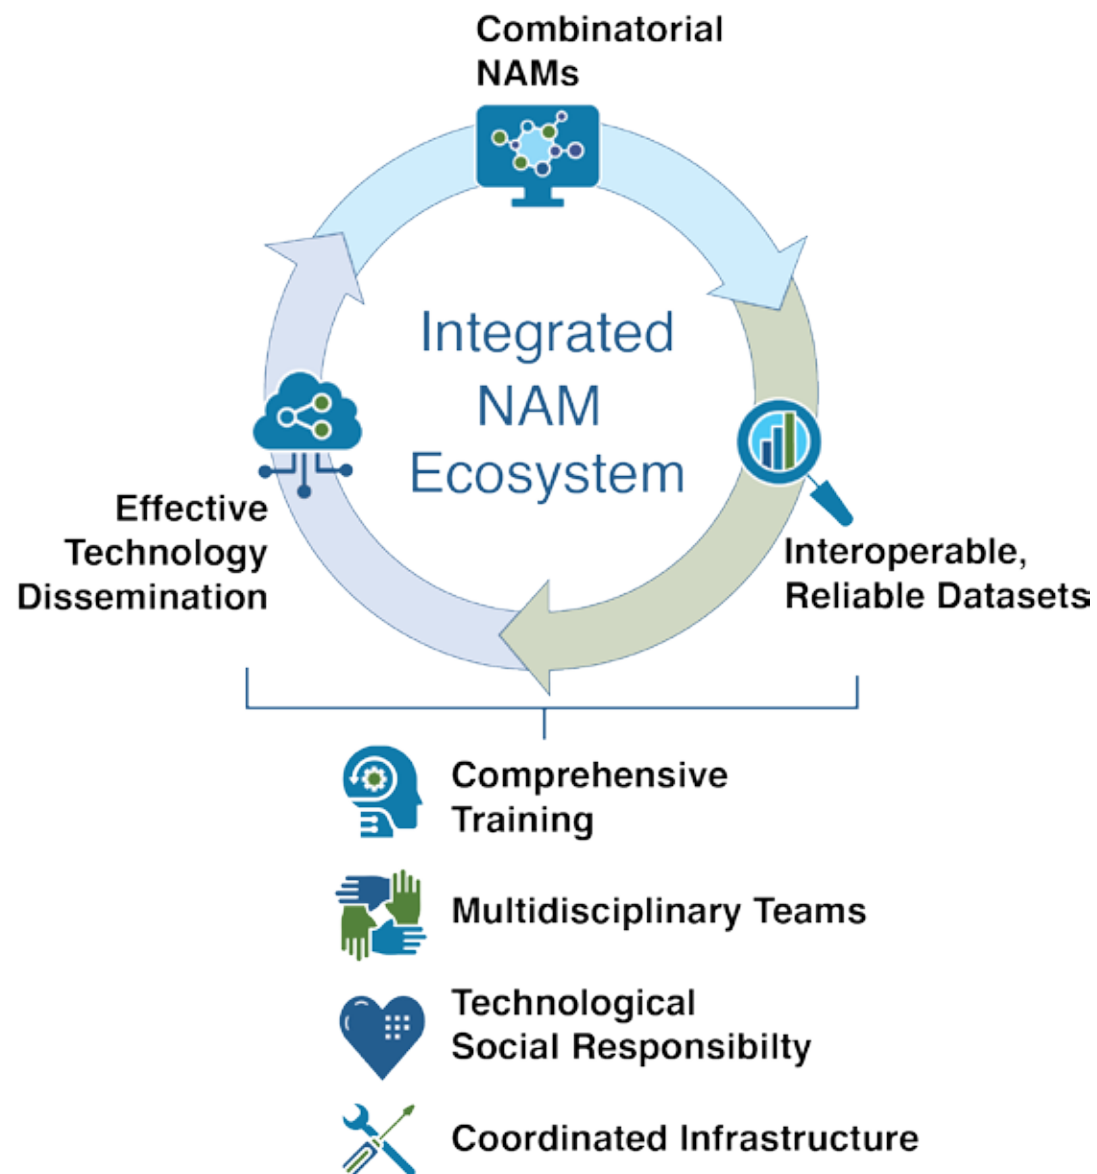 Combinatorial
NAMs
Integrated
NAM
Ecosystem
Effective
Technology
Dissemination
Interoperable,
Reliable Datasets
Comprehensive
Training
Multidisciplinary Teams
Technological
Social Responsibilty
Coordinated Infrastructure